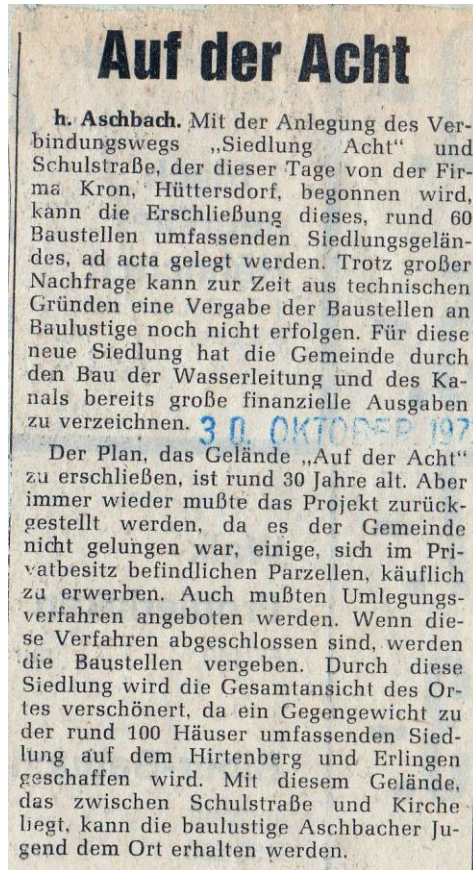 Auf der Acht
h. Aschbach. Mit der Anlegung des Ver-
bindungswegs „Siedlung Acht" und
Schulstraße, der dieser Tage von der Fir-
ma Kron, Hüttersdorf, begonnen wird,
kann die Erschließung dieses, rund 60
Baustellen umfassenden Siedlungsgelän-
des, ad acta gelegt werden. Trotz großer
Nachfrage kann zur Zeit aus technischen
Gründen eine Vergabe der Baustellen an
Baulustige noch nicht erfolgen. Für diese
neue Siedlung hat die Gemeinde durch
den Bau der Wasserleitung und des Ka-
nals bereits große finanzielle Ausgaben
zu verzeichnen. 30. OKTOBER 197
Der Plan, das Gelände „Auf der Acht"
zu erschließen, ist rund 30 Jahre alt. Aber
immer wieder mußte das Projekt zurück-
gestellt werden, da es der Gemeinde
nicht gelungen war, einige, sich im Pri-
vatbesitz befindlichen Parzellen, käuflich
zu erwerben. Auch mußten Umlegungs-
verfahren angeboten werden. Wenn die-
se Verfahren abgeschlossen sind, werden
die Baustellen vergeben. Durch diese
Siedlung wird die Gesamtansicht des Or-
tes verschönert, da ein Gegengewicht zu
der rund 100 Häuser umfassenden Sied-
lung auf dem Hirtenberg und Erlingen
geschaffen wird. Mit diesem Gelände,
das zwischen Schulstraße und Kirche
liegt, kann die baulustige Aschbacher Ju-
gend dem Ort erhalten werden.